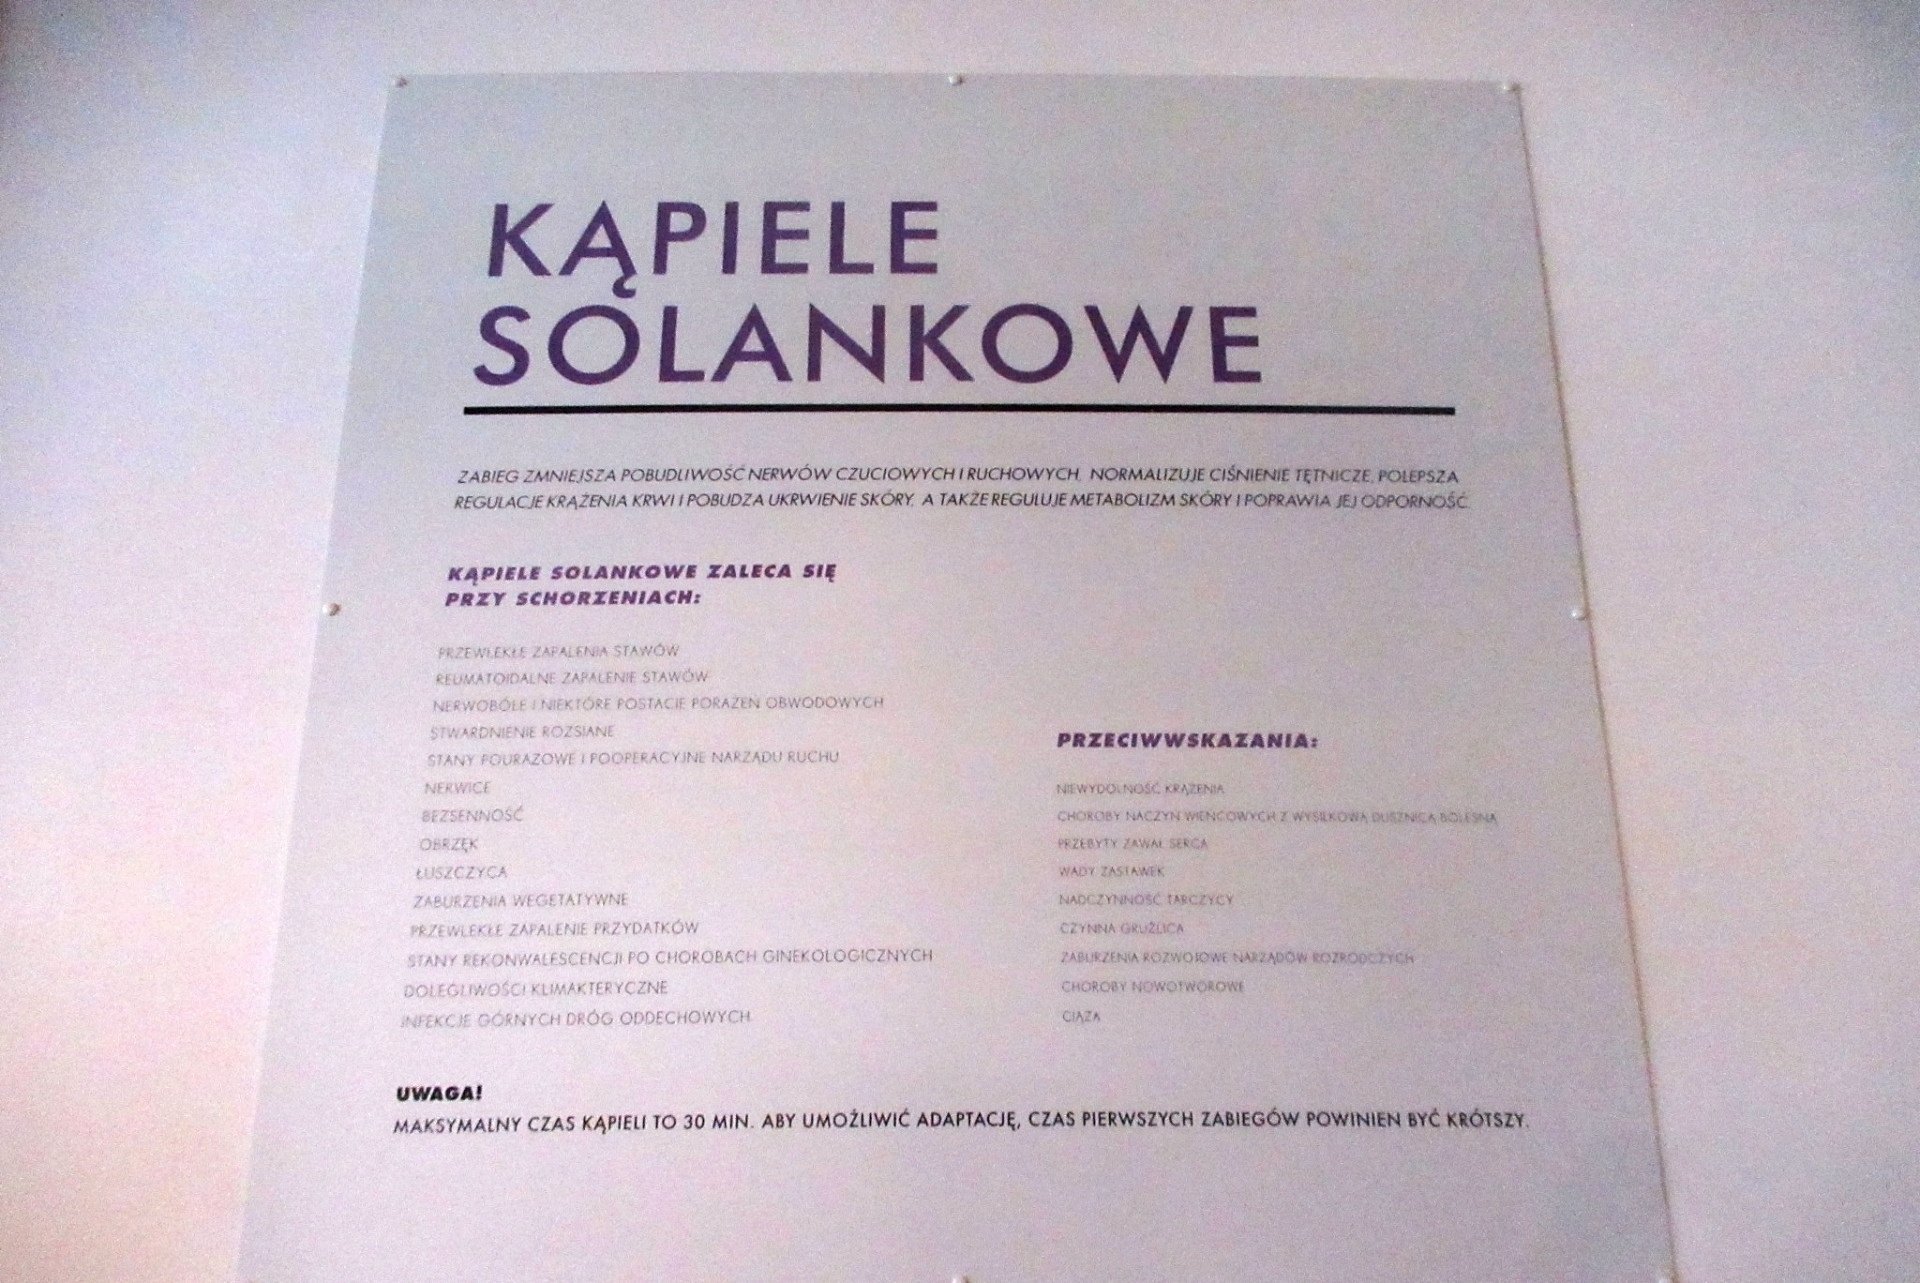 KĄPIELE
SOLANKOWE
ZABIEG ZMNIEJSZA POBUDLIWOŚĆ NERWÓW CZUCIOWYCH I RUCHOWYCH, NORMALIZUJE CIŚNIENIE TĘTNICZE, POLEPSZA
REGULACJE KRĄŻENIA KRWI I POBUDZA UKRWIENIE SKÓRY, A TAKŻE REGULUJE METABOLIZM SKÓRY I POPRAWIA JEJ ODPORNOŚĆ.
KĄPIELE SOLANKOWE ZALECA SIĘ
PRZY SCHORZENIACH:
PRZEWLEKŁE ZAPALENIA STAWÓW
REUMATOIDALNE ZAPALENIE STAWÓW
NERWOBÓLE I NIEKTÓRE POSTACIE PORAŻEŃ OBWODOWYCH
STWARDNIENIE ROZSIANE
STANY POURAZOWE I POOPERACYJNE NARZĄDU RUCHU
NERWICE
BEZSENNOŚĆ
OBRZĘK
ŁUSZCZYCA
ZABURZENIA WEGETATYWNE
PRZEWLEKŁE ZAPALENIE PRZYDATKÓW
STANY REKONWALESCENCJI PO CHOROBACH GINEKOLOGICZNYCH
DOLEGLIWOŚCI KLIMAKTERYCZNE
INFEKCJE GÓRNYCH DRÓG ODDECHOWYCH
PRZECIWWSKAZANIA:
NIEWYDOLNOŚĆ KRĄŻENIA
CHOROBY NACZYŃ WIEŃCOWYCH Z WYSIŁKOWĄ DUSZNICĄ BOLESNĄ
PRZEBYTY ZAWAŁ SERCA
WADY ZASTAWEK
NADCZYNNOŚĆ TARCZYCY
CZYNNA GRUŹLICA
ZABURZENIA ROZWOJOWE NARZĄDÓW ROZRODCZYCH
CHOROBY NOWOTWOROWE
CIĄŻA
UWAGA!
MAKSYMALNY CZAS KĄPIELI TO 30 MIN. ABY UMOŻLIWIĆ ADAPTACJĘ, CZAS PIERWSZYCH ZABIEGÓW POWINIEN BYĆ KRÓTSZY.